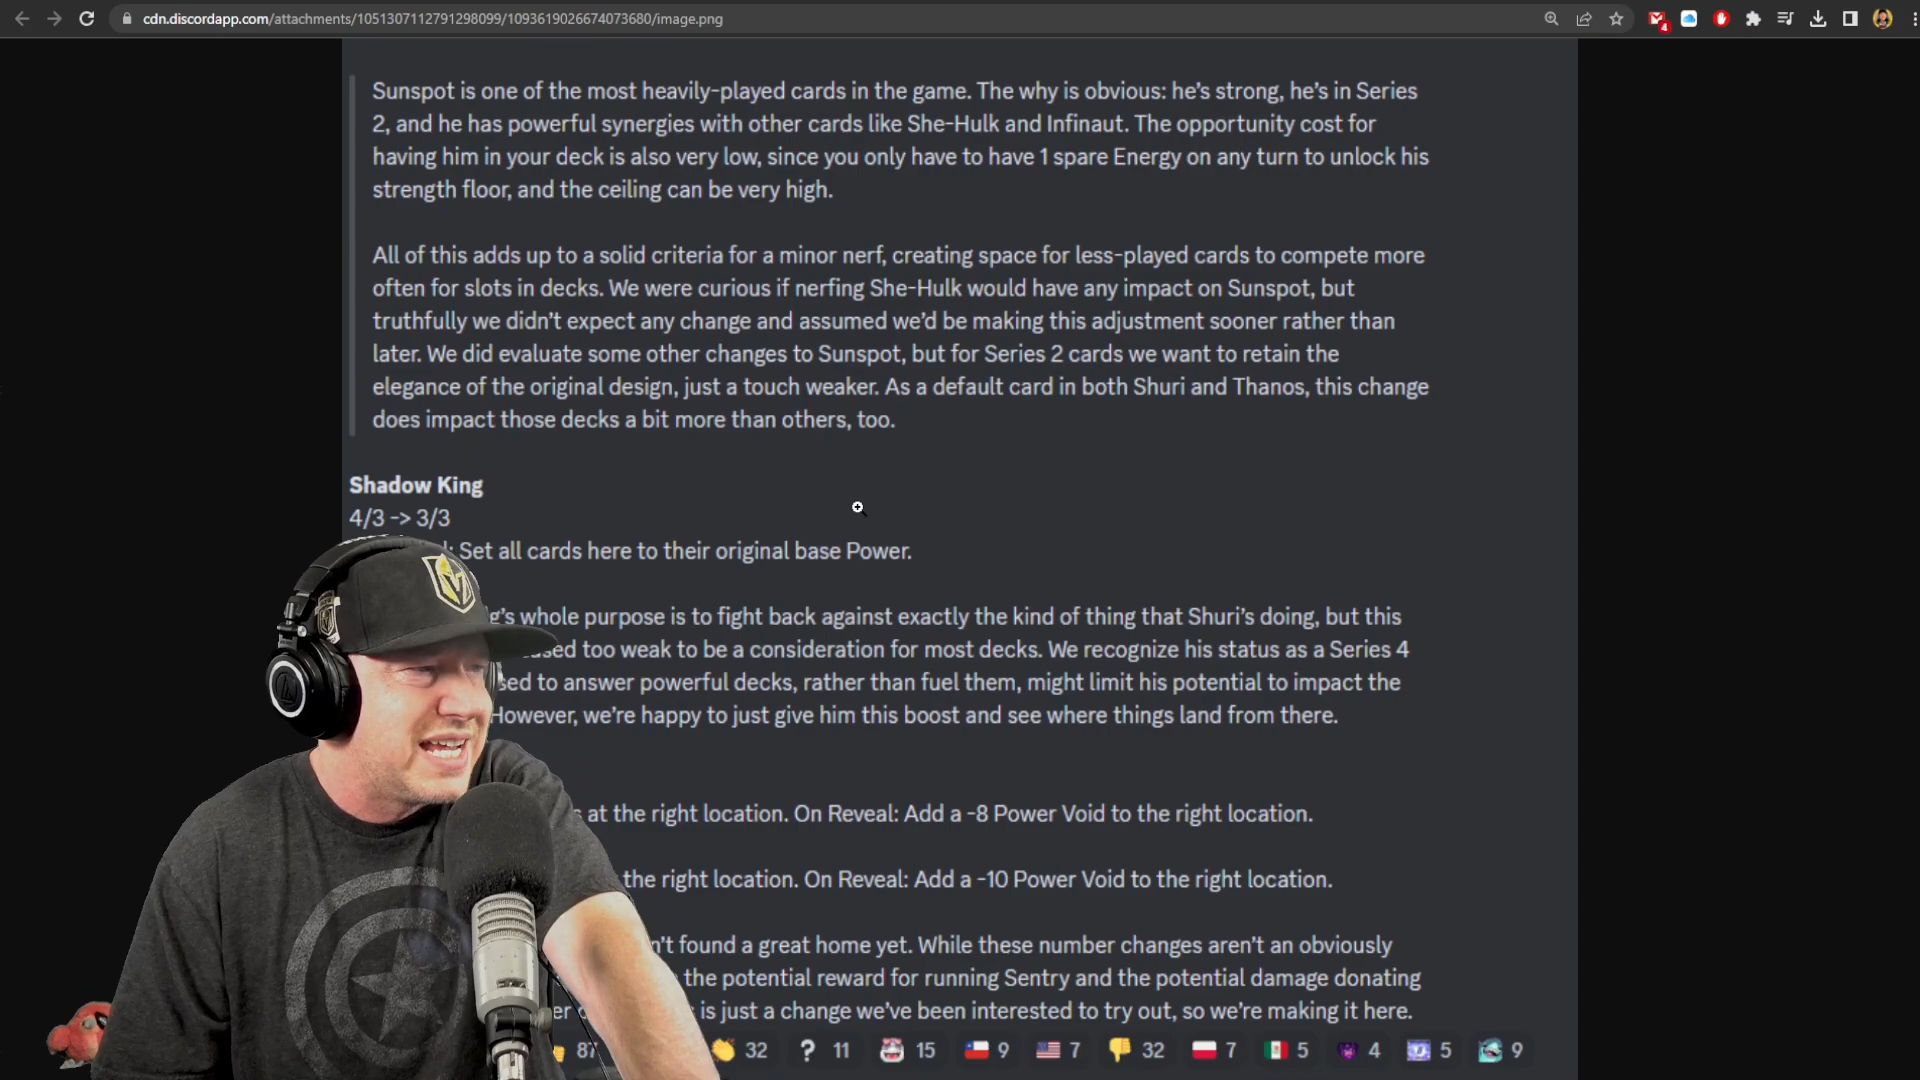 cdn.discordapp.com/attachments/1051307112791298099/1093619026674073680/image.png
4
Sunspot is one of the most heavily-played cards in the game. The why is obvious: he's strong, he's in Series
2, and he has powerful synergies with other cards like She-Hulk and Infinaut. The opportunity cost for
having him in your deck is also very low, since you only have to have 1 spare Energy on any turn to unlock his
strength floor, and the ceiling can be very high.
All of this adds up to a solid criteria for a minor nerf, creating space for less-played cards to compete more
often for slots in decks. We were curious if nerfing She-Hulk would have any impact on Sunspot, but
truthfully we didn't expect any change and assumed we'd be making this adjustment sooner rather than
later. We did evaluate some other changes to Sunspot, but for Series 2 cards we want to retain the
elegance of the original design, just a touch weaker. As a default card in both Shuri and Thanos, this change
does impact those decks a bit more than others, too.
Shadow King
4/3 -> 3/3
Set all cards here to their original base Power.
g's whole purpose is to fight back against exactly the kind of thing that Shuri's doing, but this
too weak to be a consideration for most decks. We recognize his status as a Series 4
sed to answer powerful decks, rather than fuel them, might limit his potential to impact the
However, we're happy to just give him this boost and see where things land from there.
at the right location. On Reveal: Add a -8 Power Void to the right location.
the right location. On Reveal: Add a -10 Power Void to the right location.
n't found a great home yet. While these number changes aren't an obviously
the potential reward for running Sentry and the potential damage donating
is just a change we've been interested to try out, so we're making it here.
87 32 11 15 9 7 32 7 5 4 5 9